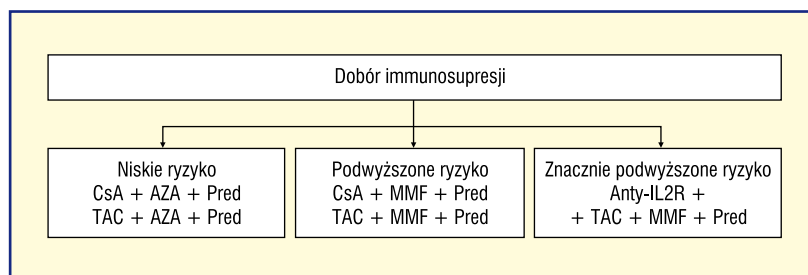 Dobór immunosupresji
Niskie ryzyko
CsA + AZA + Pred
TAC + AZA + Pred
Podwyższone ryzyko
CsA + MMF + Pred
TAC + MMF + Pred
Znacznie podwyższone ryzyko
Anty-IL2R +
+ TAC + MMF + Pred